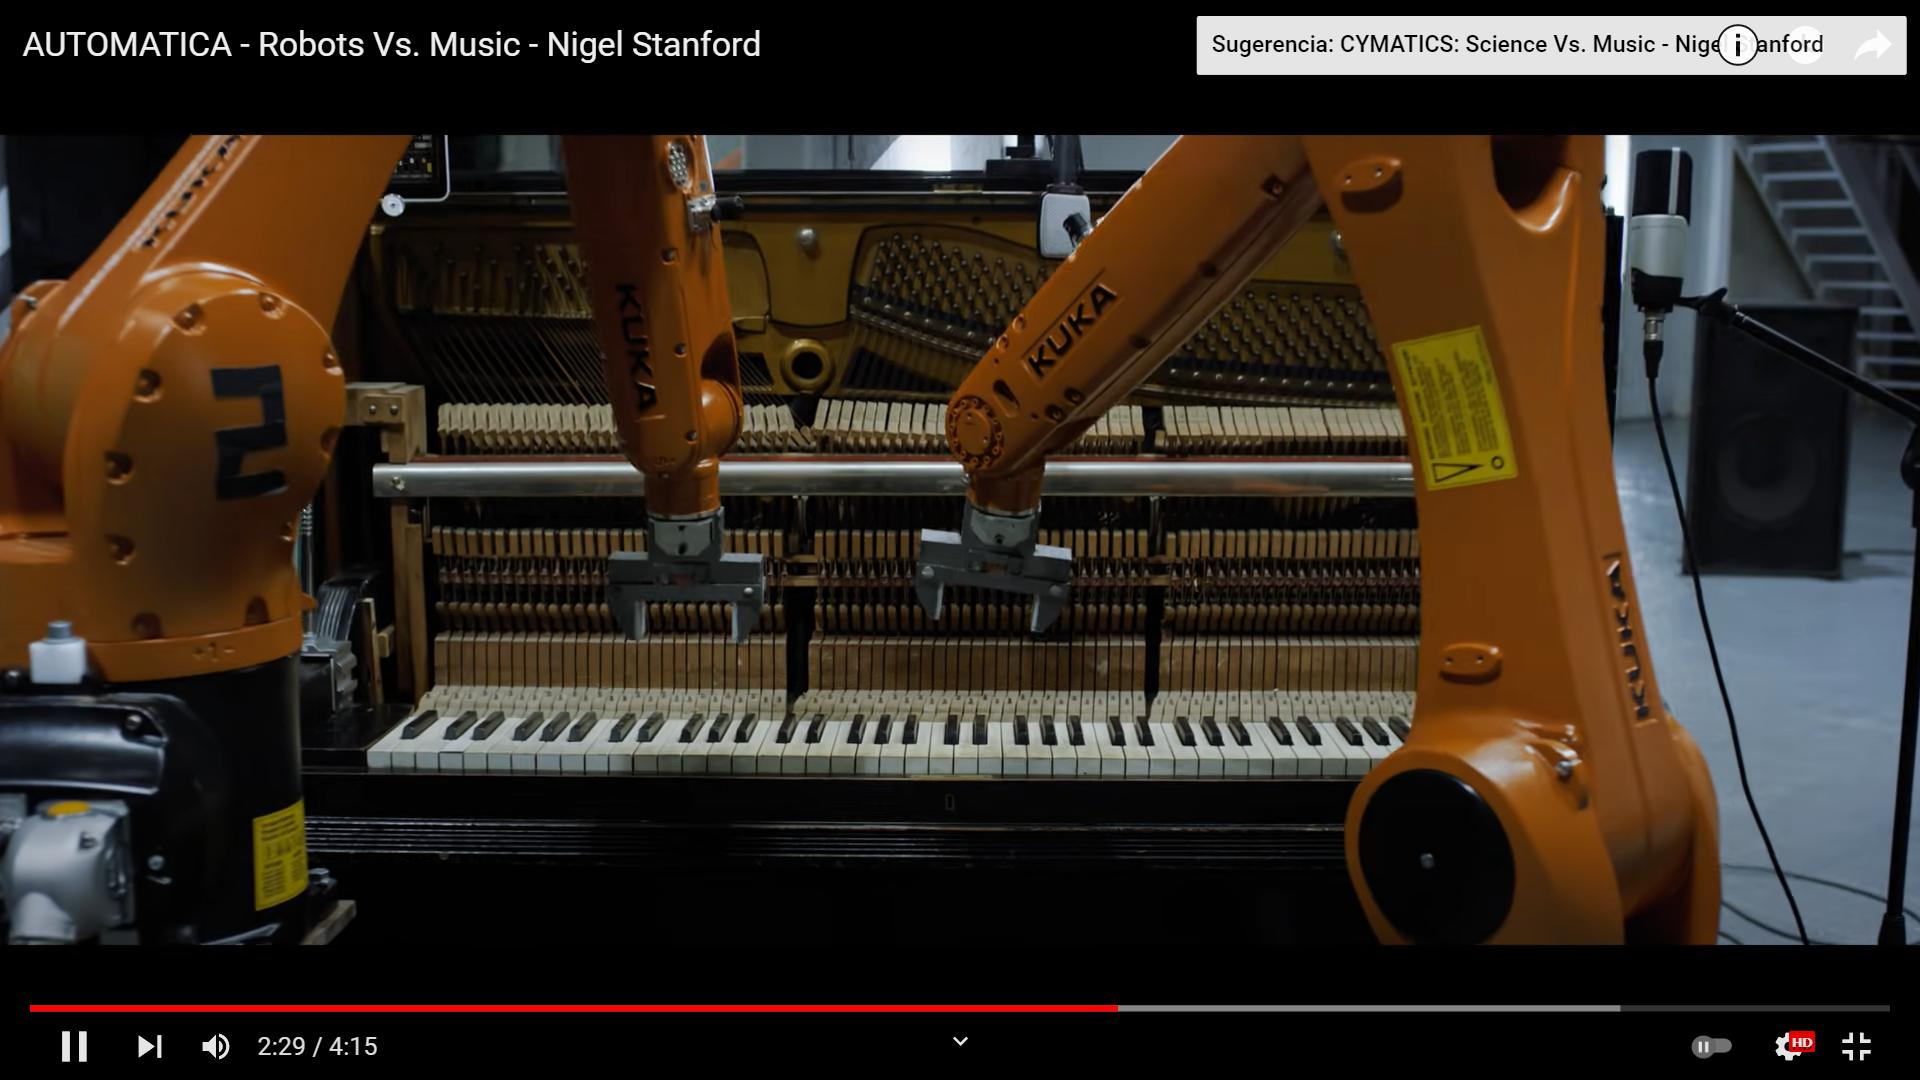 AUTOMATICA - Robots Vs. Music - Nigel Stanford
Sugerencia: CYMATICS: Science Vs. Music - Nigel Stanford
KUKA
KUKA
KUKA
KUKA
2
2:29 / 4:15
HD